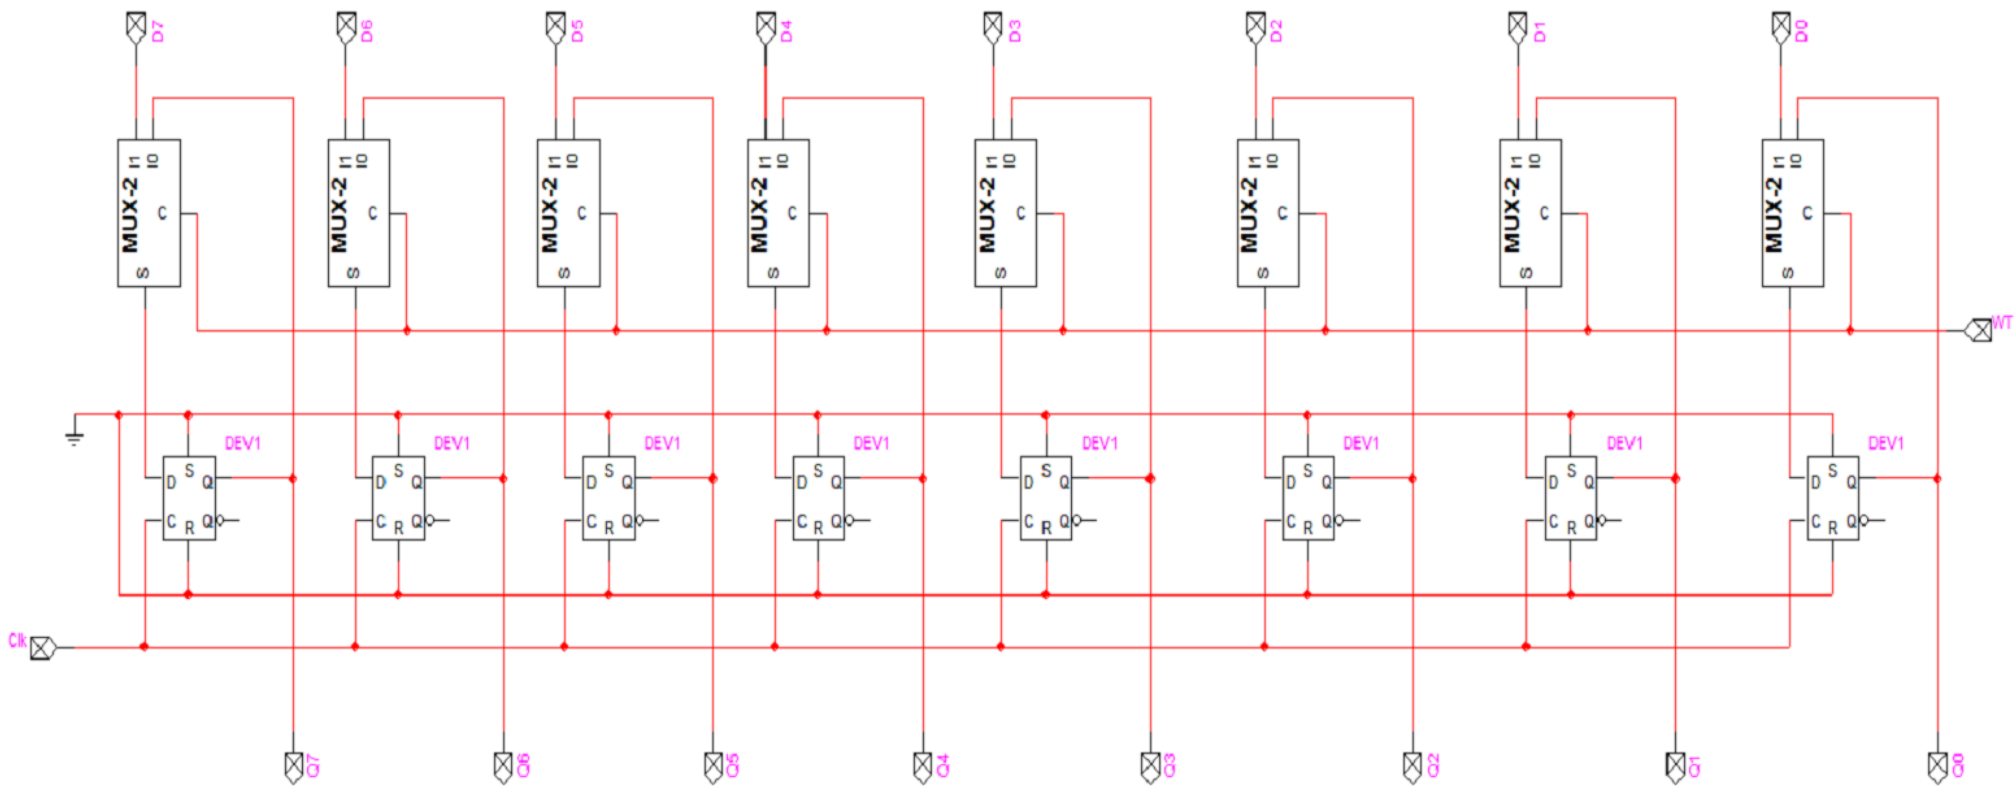 D7 D6 D5 D4 D3 D2 D1 D0
I1 I0 I1 I0 I1 I0 I1 I0 I1 I0 I1 I0 I1 I0 I1 I0
MUX-2 C MUX-2 C MUX-2 C MUX-2 C MUX-2 C MUX-2 C MUX-2 C MUX-2 C
S S S S S S S S
WT
DEV1 DEV1 DEV1 DEV1 DEV1 DEV1 DEV1 DEV1
S S S S S S S S
D Q D Q D Q D Q D Q D Q D Q D Q
C R Q C R Q C R Q C R Q C R Q C R Q C R Q C R Q
Clk
Q7 Q6 Q5 Q4 Q3 Q2 Q1 Q0